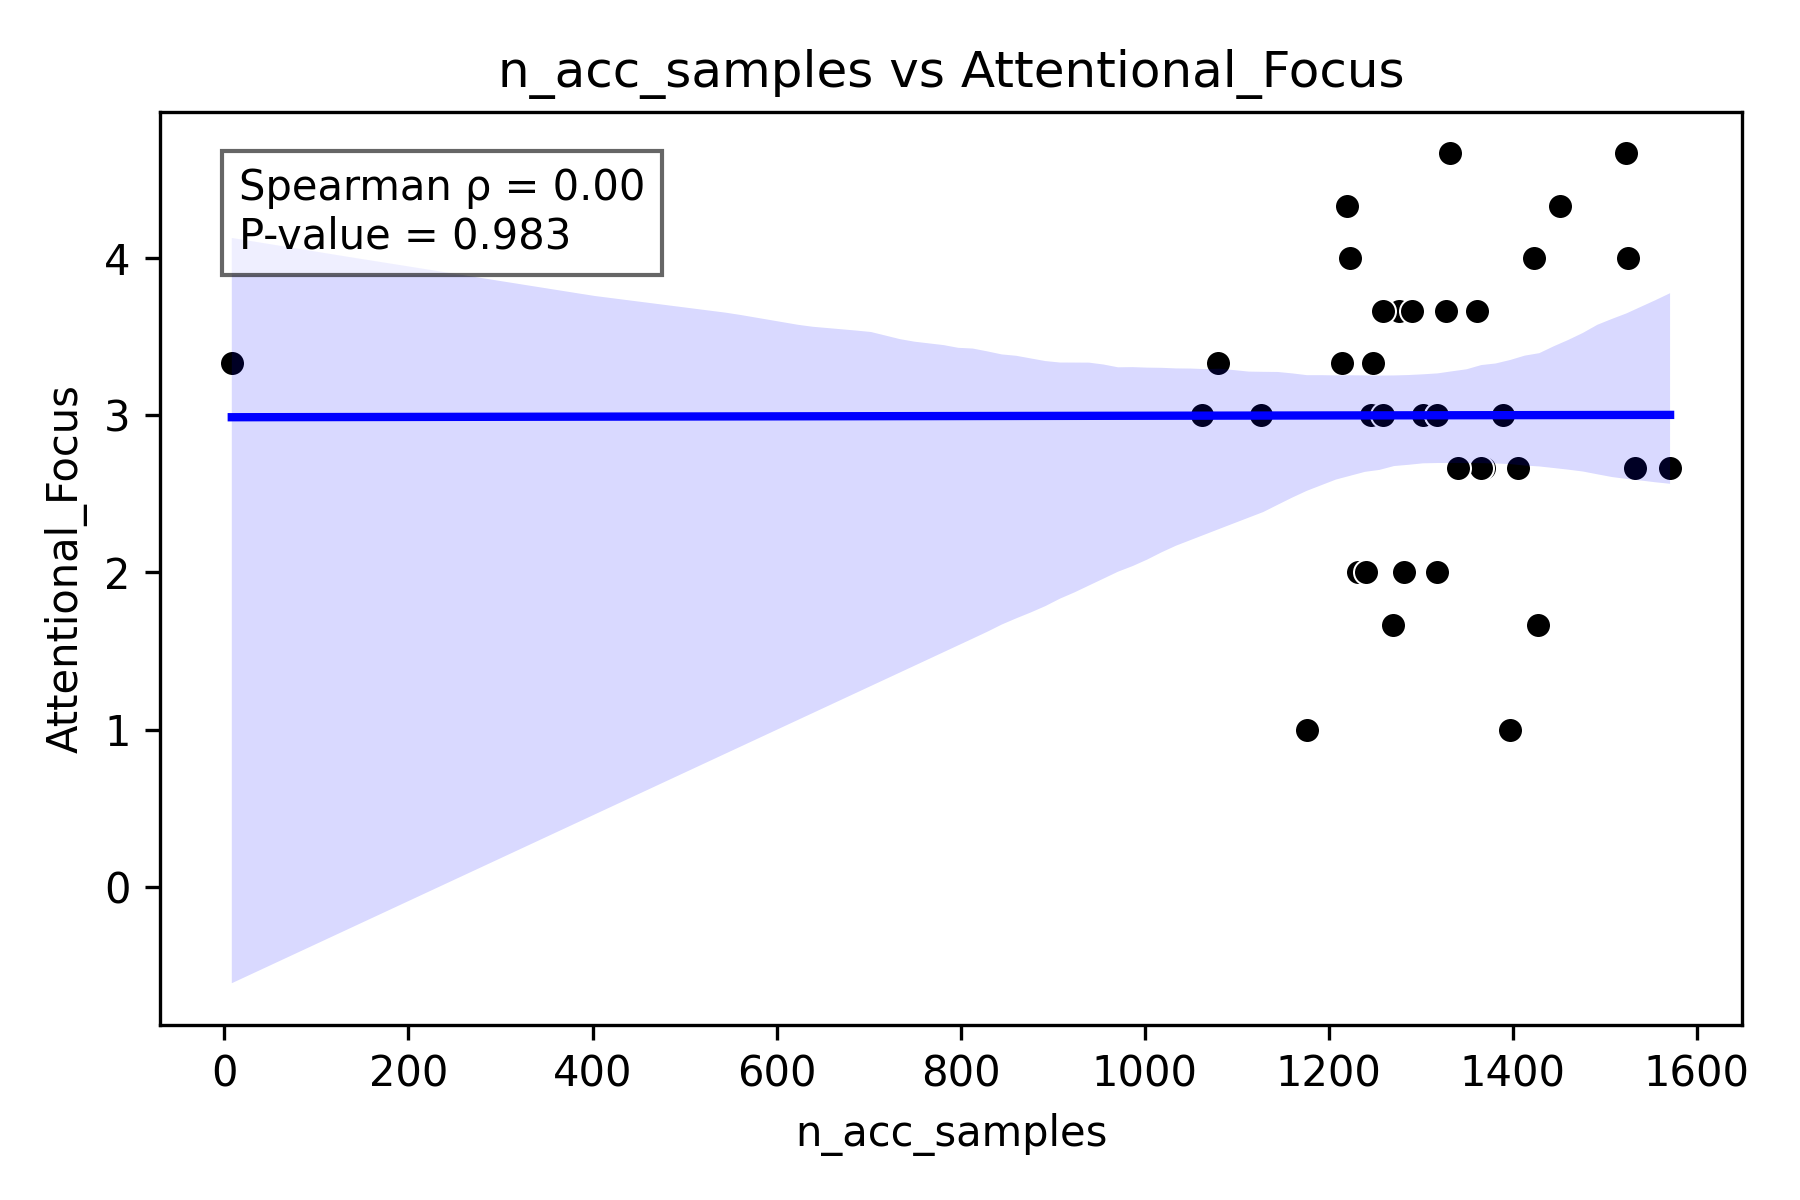 n_acc_samples vs Attentional_Focus
Spearman ρ = 0.00
P-value = 0.983
Attentional_Focus
4
3
2
1
0
0 200 400 600 800 1000 1200 1400 1600
n_acc_samples